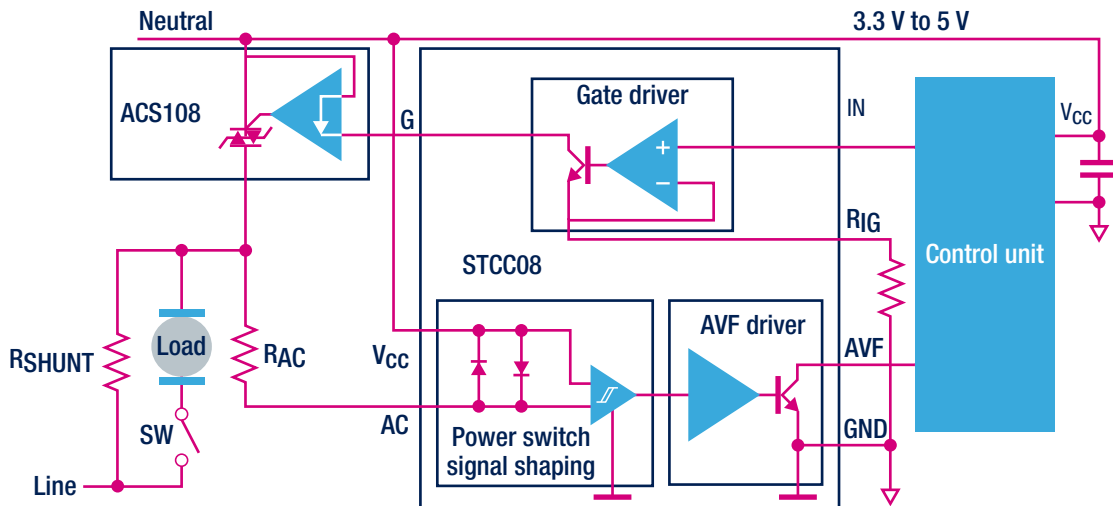 Neutral
3.3 V to 5 V
ACS108
Gate driver
G
IN
VCC
+
−
RIG
Control unit
STCC08
RSHUNT
Load
RAC
VCC
AVF driver
AVF
AC
SW
Power switch
signal shaping
GND
Line